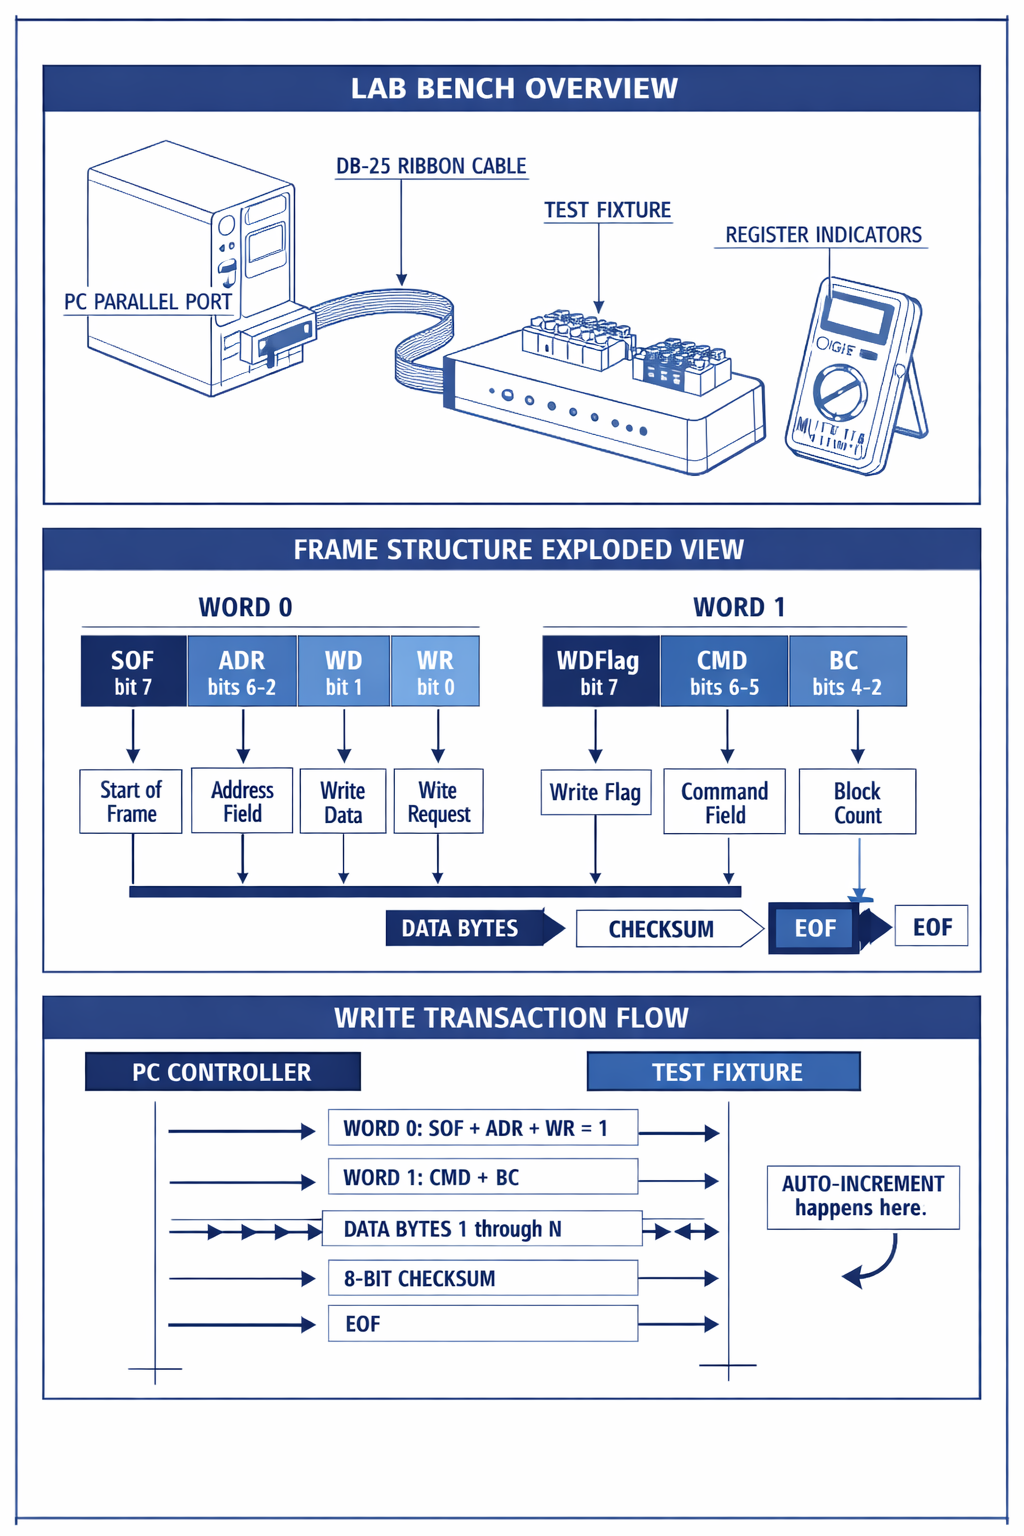 LAB BENCH OVERVIEW
DB-25 RIBBON CABLE
TEST FIXTURE
REGISTER INDICATORS
PC PARALLEL PORT
FRAME STRUCTURE EXPLODED VIEW
WORD 0
WORD 1
SOF
bit 7
ADR
bits 6-2
WD
bit 1
WR
bit 0
WDFlag
bit 7
CMD
bits 6-5
BC
bits 4-2
Start of
Frame
Address
Field
Write
Data
Wite
Request
Write Flag
Command
Field
Block
Count
DATA BYTES
CHECKSUM
EOF
EOF
WRITE TRANSACTION FLOW
PC CONTROLLER
TEST FIXTURE
WORD 0: SOF + ADR + WR = 1
WORD 1: CMD + BC
DATA BYTES 1 through N
8-BIT CHECKSUM
EOF
AUTO-INCREMENT
happens here.